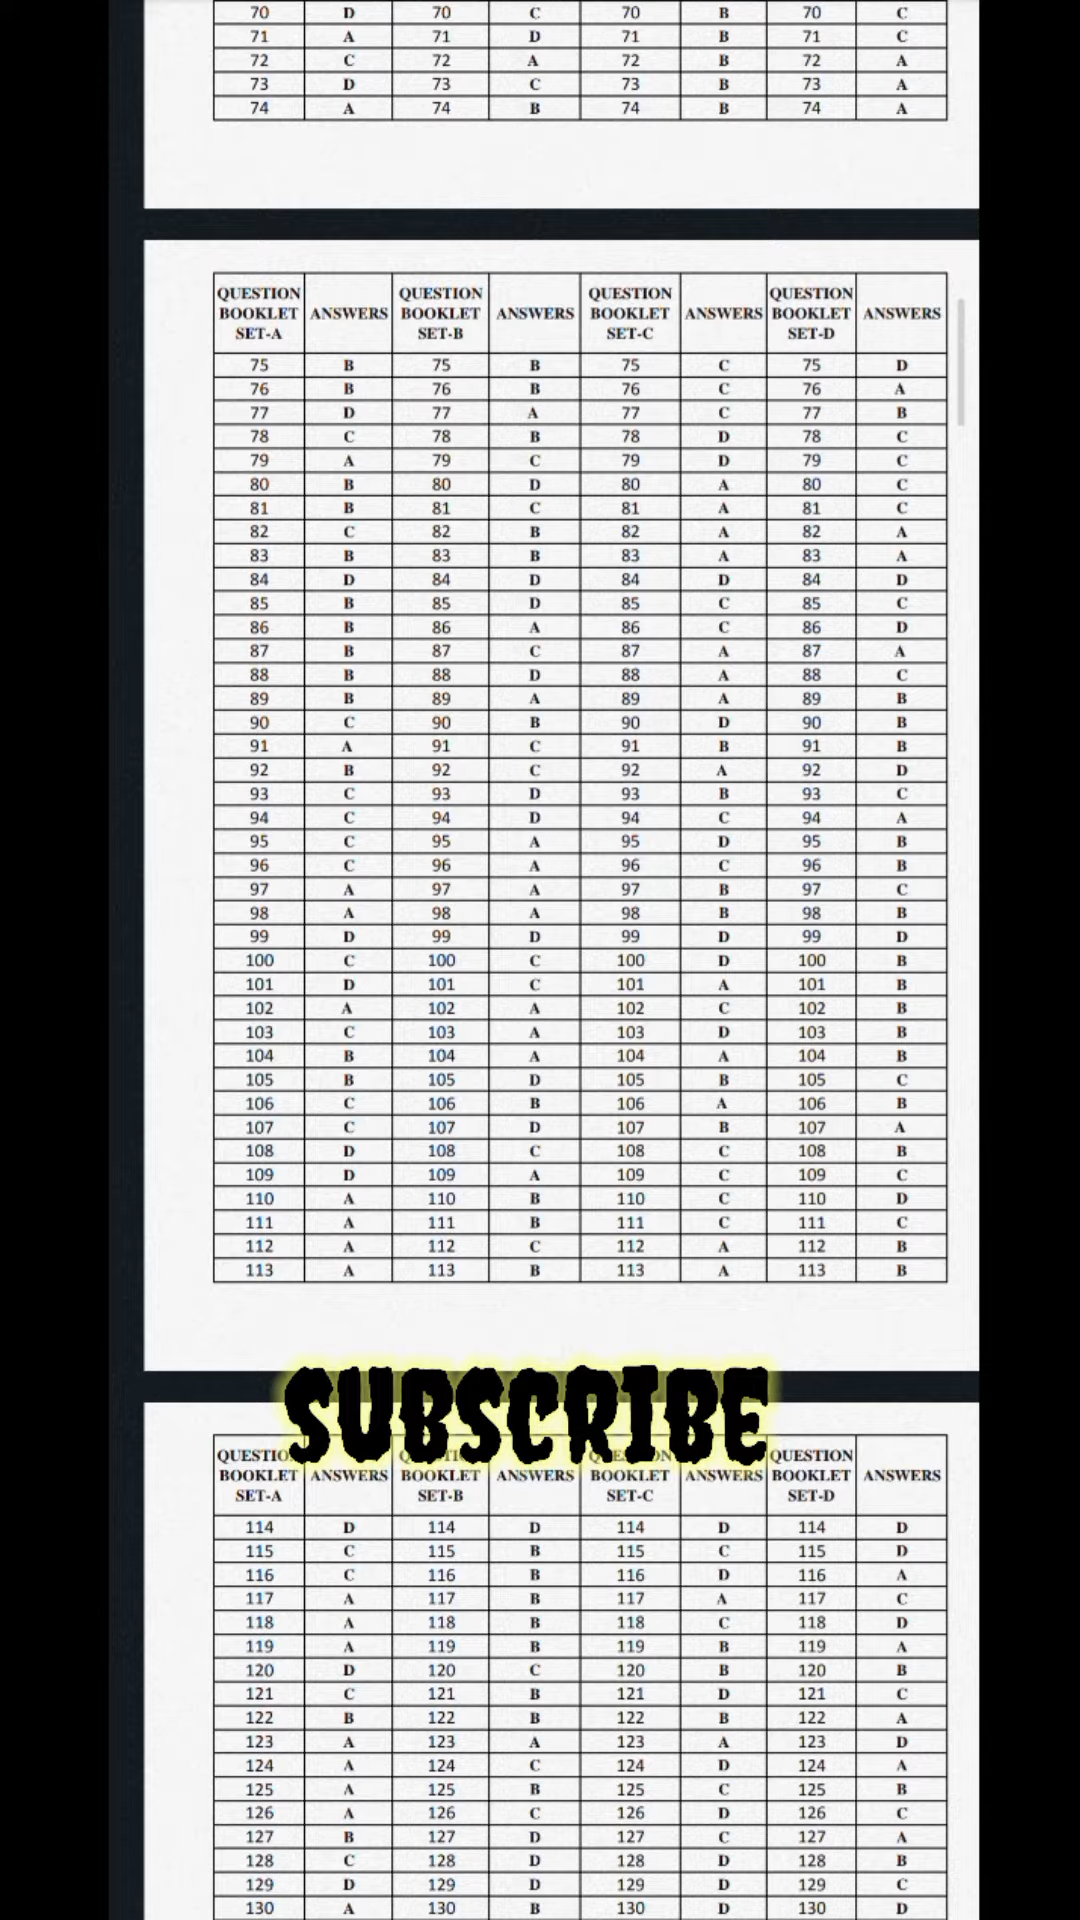 70 D 70 C 70 B 70 C
71 A 71 D 71 B 71 C
72 C 72 A 72 B 72 A
73 D 73 C 73 B 73 A
74 A 74 B 74 B 74 A
QUESTION BOOKLET SET-A ANSWERS QUESTION BOOKLET SET-B ANSWERS QUESTION BOOKLET SET-C ANSWERS QUESTION BOOKLET SET-D ANSWERS
75 B 75 B 75 C 75 D
76 B 76 B 76 C 76 A
77 D 77 A 77 C 77 B
78 C 78 B 78 D 78 C
79 A 79 C 79 D 79 C
80 B 80 D 80 A 80 C
81 B 81 C 81 A 81 C
82 C 82 B 82 A 82 A
83 B 83 B 83 A 83 A
84 D 84 D 84 D 84 D
85 B 85 D 85 C 85 C
86 B 86 A 86 C 86 D
87 B 87 C 87 A 87 A
88 B 88 D 88 A 88 C
89 B 89 A 89 A 89 B
90 C 90 B 90 D 90 B
91 A 91 C 91 B 91 B
92 B 92 C 92 A 92 D
93 C 93 D 93 B 93 C
94 C 94 D 94 C 94 A
95 C 95 A 95 D 95 B
96 C 96 A 96 C 96 B
97 A 97 A 97 B 97 C
98 A 98 A 98 B 98 B
99 D 99 D 99 D 99 D
100 C 100 C 100 D 100 B
101 D 101 C 101 A 101 B
102 A 102 A 102 C 102 B
103 C 103 A 103 D 103 B
104 B 104 A 104 A 104 B
105 B 105 D 105 B 105 C
106 C 106 B 106 A 106 B
107 C 107 D 107 B 107 A
108 D 108 C 108 C 108 B
109 D 109 A 109 C 109 C
110 A 110 B 110 C 110 D
111 A 111 B 111 C 111 C
112 A 112 C 112 A 112 B
113 A 113 B 113 A 113 B
SUBSCRIBE
BOOKLET SET-A ANSWERS BOOKLET SET-B ANSWERS BOOKLET SET-C ANSWERS QUESTION BOOKLET SET-D ANSWERS
114 D 114 D 114 D 114 D
115 C 115 B 115 C 115 D
116 C 116 B 116 D 116 A
117 A 117 B 117 A 117 C
118 A 118 B 118 C 118 D
119 A 119 B 119 B 119 A
120 D 120 C 120 B 120 B
121 C 121 B 121 D 121 C
122 B 122 B 122 B 122 A
123 A 123 A 123 A 123 D
124 A 124 C 124 D 124 A
125 A 125 B 125 C 125 B
126 A 126 C 126 D 126 C
127 B 127 D 127 C 127 A
128 C 128 D 128 D 128 B
129 D 129 D 129 D 129 C
130 A 130 B 130 D 130 D